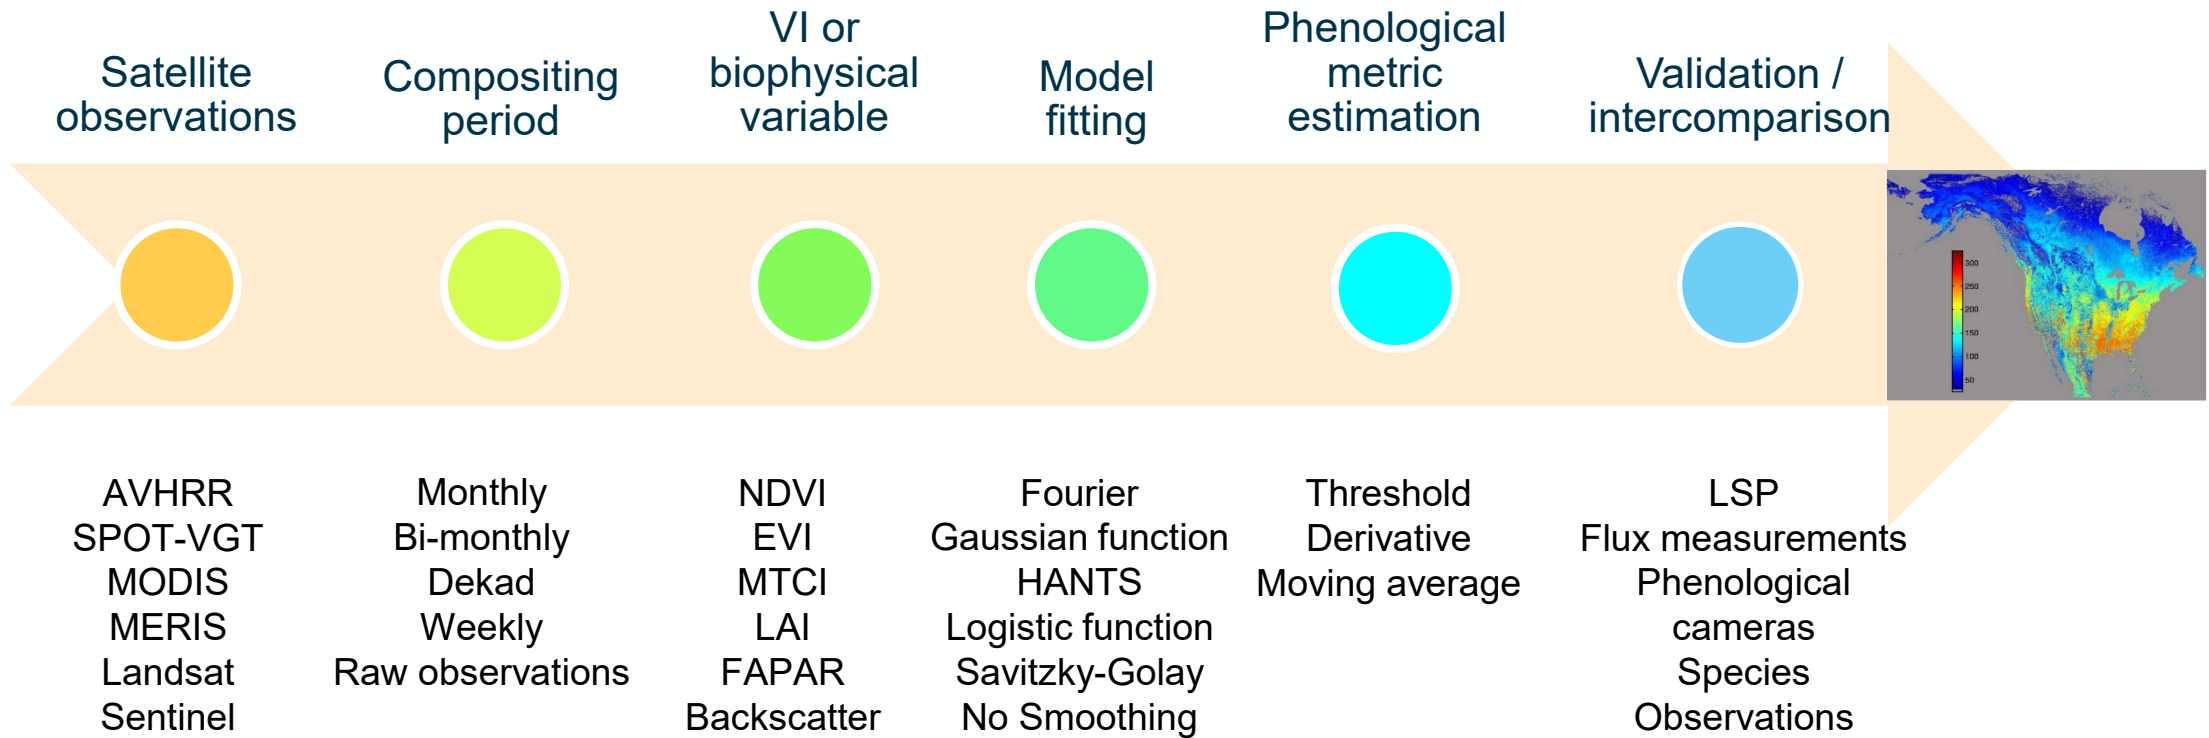 Satellite
observations
Compositing
period
VI or
biophysical
variable
Model
fitting
Phenological
metric
estimation
Validation /
intercomparison
300
250
200
150
100
50
AVHRR
SPOT-VGT
MODIS
MERIS
Landsat
Sentinel
Monthly
Bi-monthly
Dekad
Weekly
Raw observations
NDVI
EVI
MTCI
LAI
FAPAR
Backscatter
Fourier
Gaussian function
HANTS
Logistic function
Savitzky-Golay
No Smoothing
Threshold
Derivative
Moving average
LSP
Flux measurements
Phenological
cameras
Species
Observations